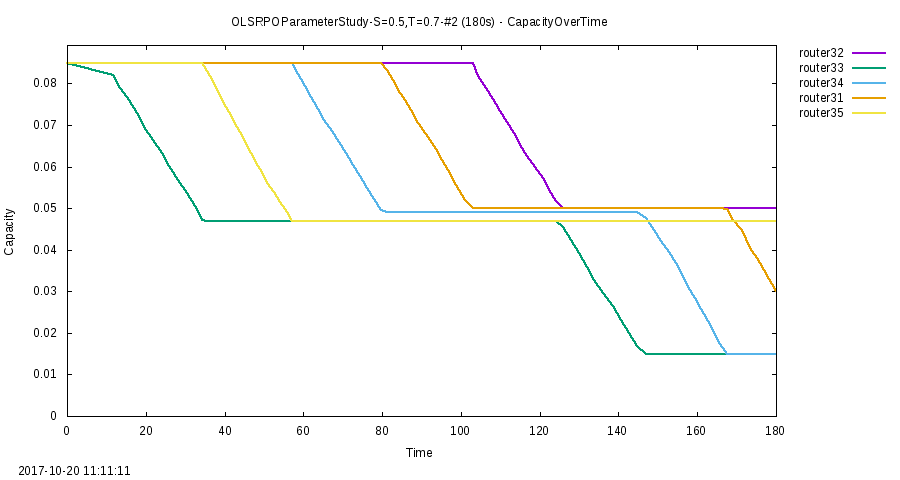 OLSRPOParameterStudy-S=0.5,T=0.7-#2 (180s) - CapacityOverTime
router32
router33
router34
router31
router35
0.08
0.07
0.06
0.05
0.04
0.03
0.02
0.01
0
Capacity
0 20 40 60 80 100 120 140 160 180
Time
2017-10-20 11:11:11